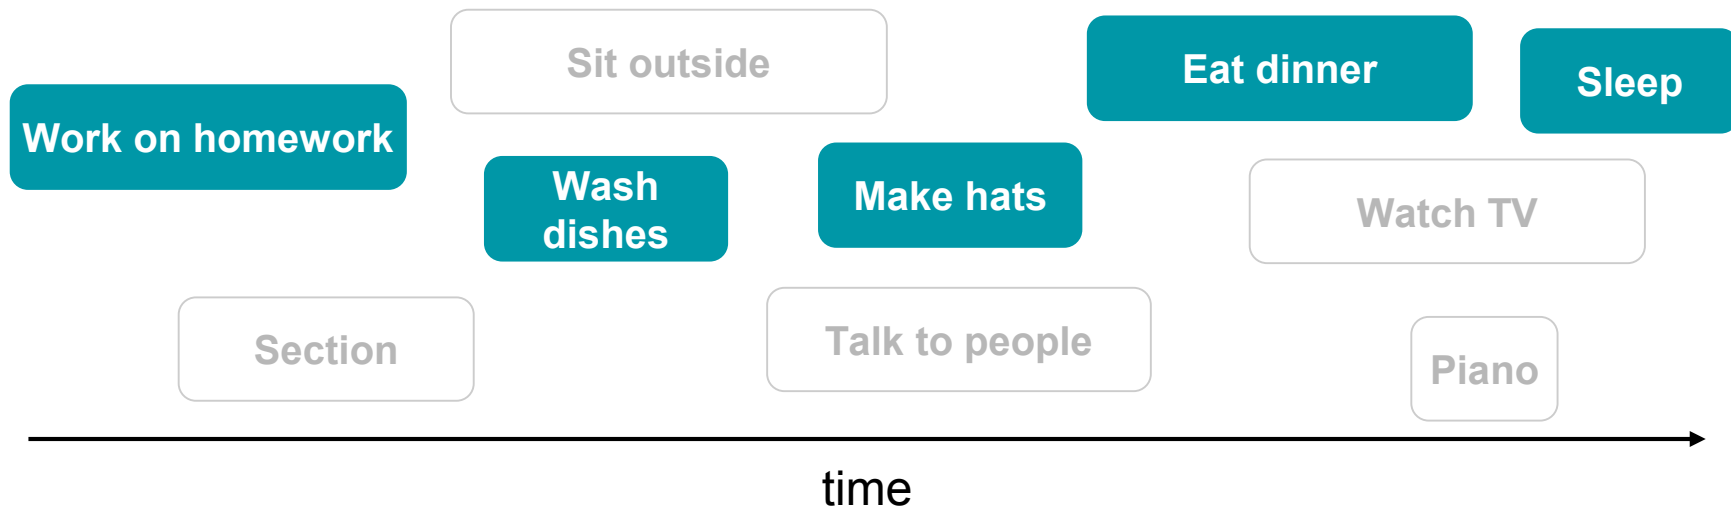 Sit outside
Eat dinner
Sleep
Work on homework
Wash
dishes
Make hats
Watch TV
Section
Talk to people
Piano
time